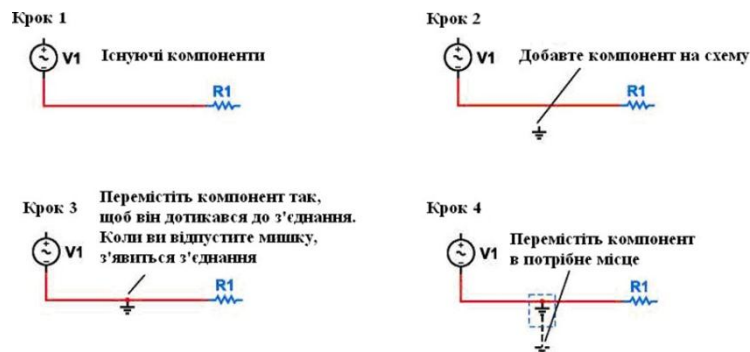 Крок 1
V1
Існуючі компоненти
R1
Крок 2
V1
Добавте компонент на схему
R1
Крок 3
Перемістіть компонент так,
щоб він дотикався до з'єднання.
Коли ви відпустите мишку,
з'явиться з'єднання
V1
R1
Крок 4
V1
Перемістіть компонент
в потрібне місце
R1